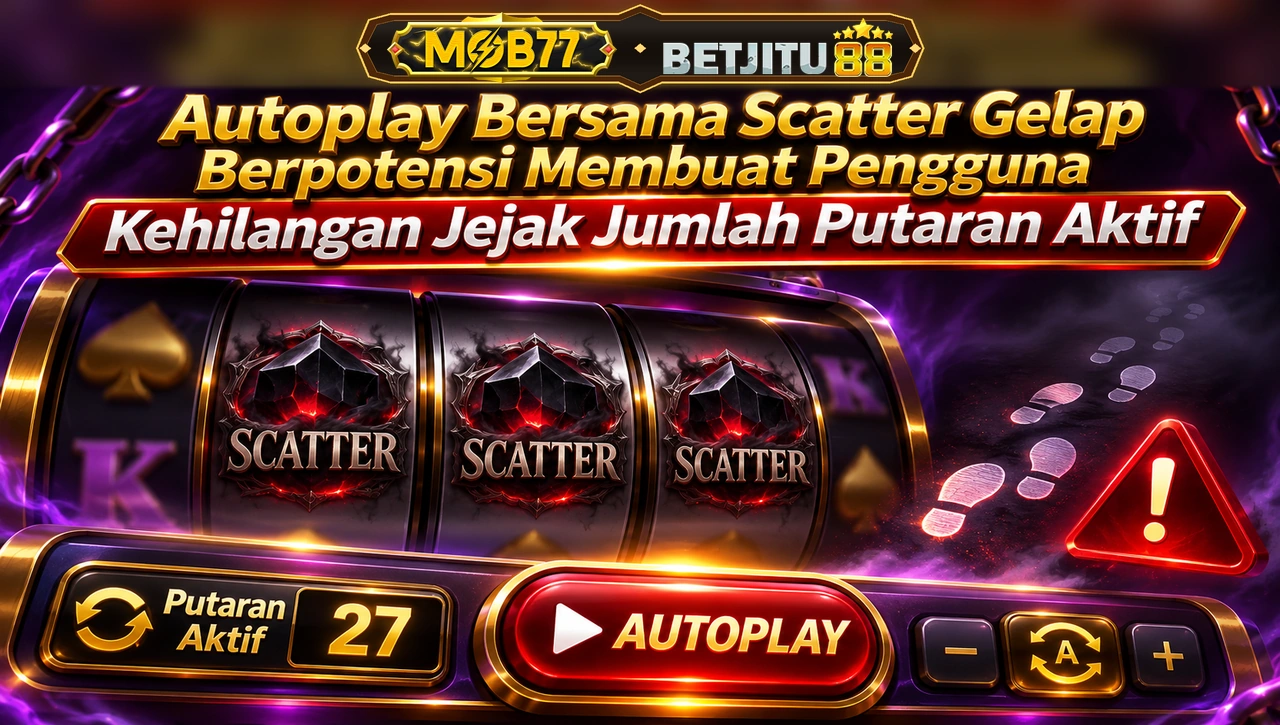 MOB77 BETJITU88
Autoplay Bersama Scatter Gelap
Berpotensi Membuat Pengguna
Kehilangan Jejak Jumlah Putaran Aktif
K
SCATTER SCATTER SCATTER
K
!
Putaran
Aktif
27
AUTOPLAY
− A +